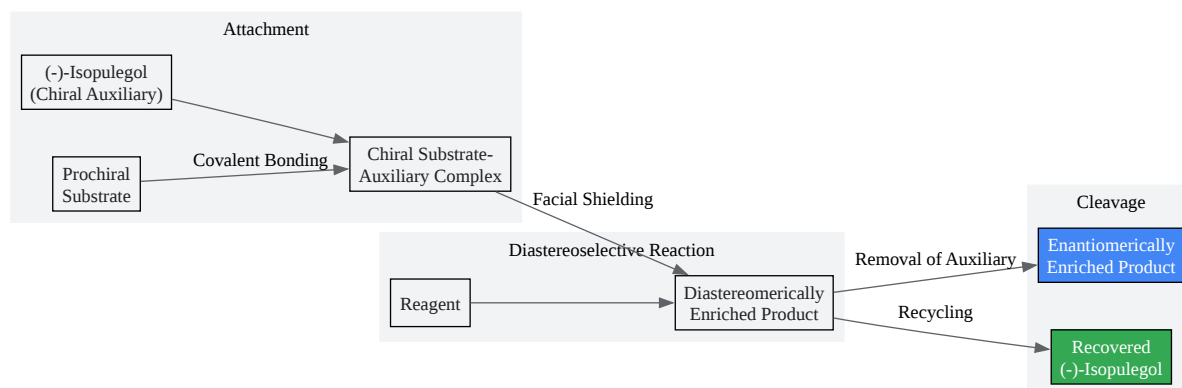 Attachment
(-)-Isopulegol
(Chiral Auxiliary)
Prochiral
Substrate
Covalent Bonding
Chiral Substrate-
Auxiliary Complex
Facial Shielding
Diastereoselective Reaction
Reagent
Diastereomerically
Enriched Product
Removal of Auxiliary
Recycling
Cleavage
Enantiomerically
Enriched Product
Recovered
(-)-Isopulegol